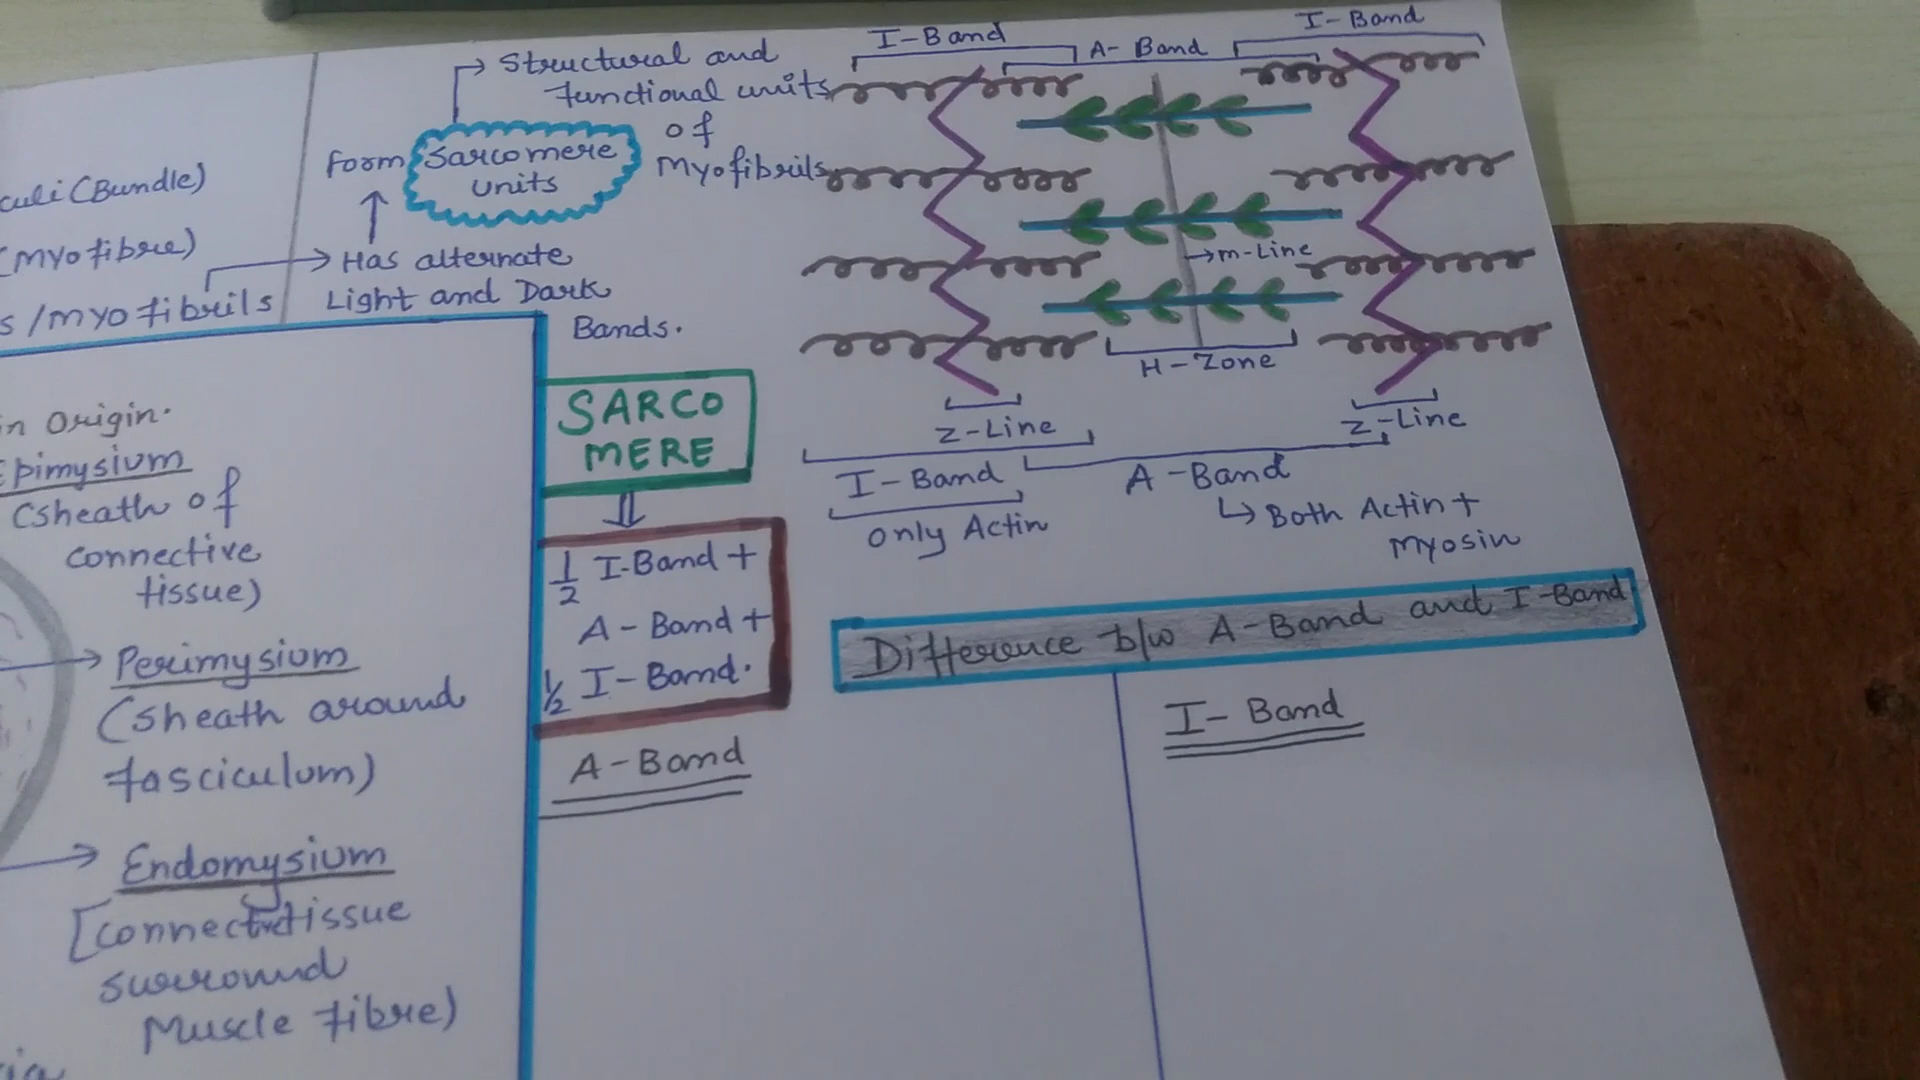 culi (Bundle)
(Myofibre)
s/myofibrils
form
Sarcomere
units
Structural and
functional units
of
Myofibrils
Has alternate
Light and Dark
Bands.
I-Band
A-Band
I-Band
m-Line
H-Zone
Z-Line
Z-Line
I-Band
only Actin
A-Band
Both Actin +
Myosin
in Origin.
Epimysium
(sheath of
connective
tissue)
Perimysium
(sheath around
fasciculum)
Endomysium
[connecttissue
surround
Muscle fibre)
SARCO
MERE
1/2 I-Band +
A-Band +
1/2 I-Band.
Difference b/w A-Band and I-Band
A-Band
I-Band